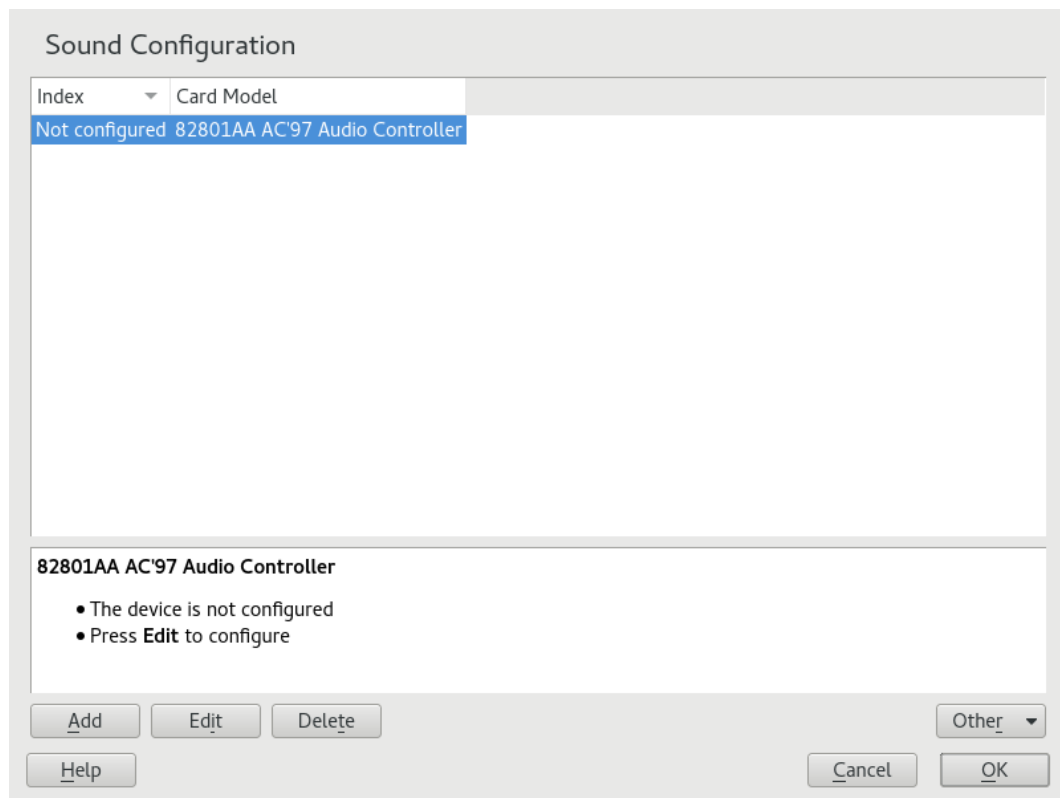 Sound Configuration
Index Card Model
Not configured 82801AA AC'97 Audio Controller
82801AA AC'97 Audio Controller
• The device is not configured
• Press Edit to configure
Add Edit Delete Other
Help Cancel OK